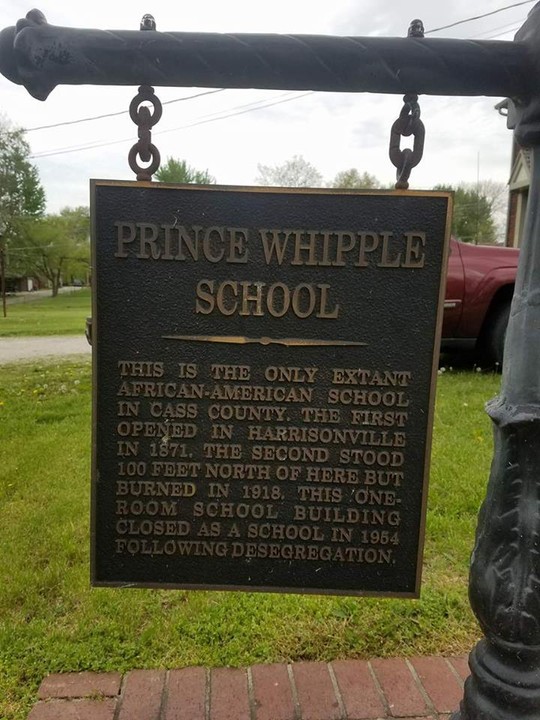 PRINCE WHIPPLE
SCHOOL
THIS IS THE ONLY EXTANT
AFRICAN-AMERICAN SCHOOL
IN CASS COUNTY. THE FIRST
OPENED IN HARRISONVILLE
IN 1871. THE SECOND STOOD
100 FEET NORTH OF HERE BUT
BURNED IN 1918. THIS ONE-
ROOM SCHOOL BUILDING
CLOSED AS A SCHOOL IN 1954
FOLLOWING DESEGREGATION.